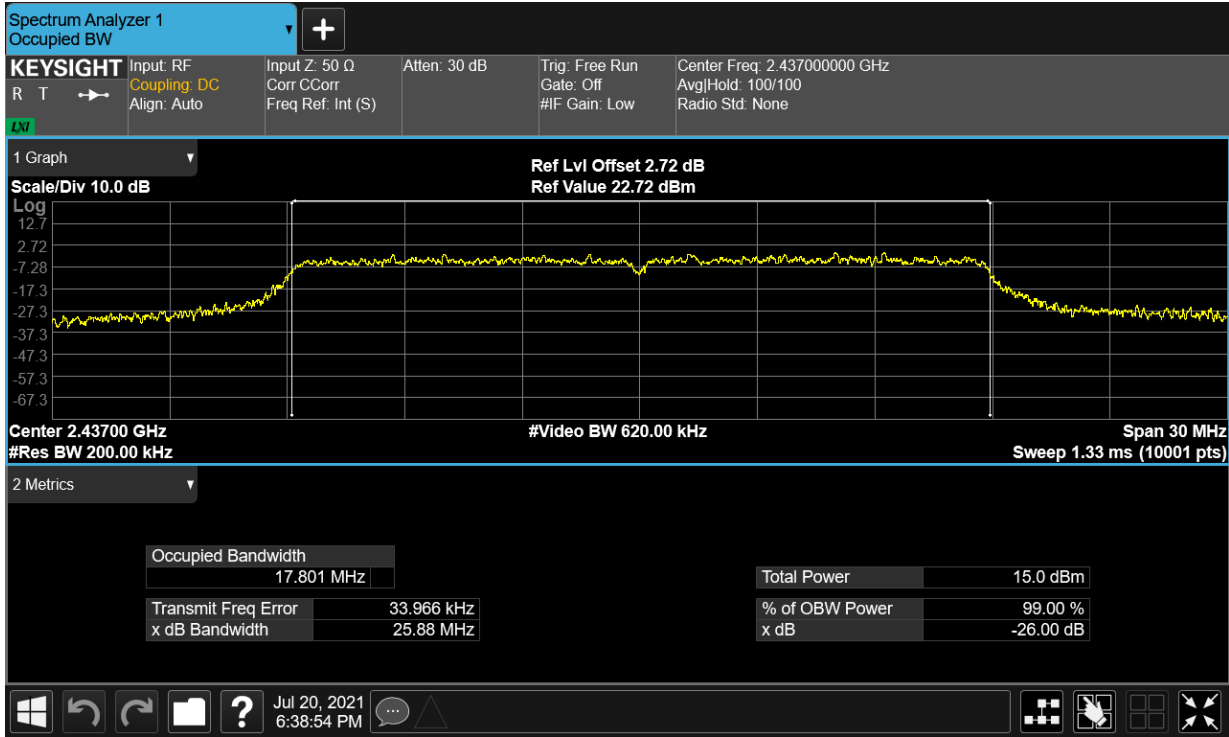 Spectrum Analyzer 1
Occupied BW
▼
+
KEYSIGHT
R T
LXI
Input: RF
Coupling: DC
Align: Auto
Input Z: 50 Ω
Corr CCorr
Freq Ref: Int (S)
Atten: 30 dB
Trig: Free Run
Gate: Off
#IF Gain: Low
Center Freq: 2.437000000 GHz
Avg|Hold: 100/100
Radio Std: None
1 Graph ▼
Scale/Div 10.0 dB
Ref Lvl Offset 2.72 dB
Ref Value 22.72 dBm
Log
12.7
2.72
-7.28
-17.3
-27.3
-37.3
-47.3
-57.3
-67.3
Center 2.43700 GHz
#Res BW 200.00 kHz
#Video BW 620.00 kHz
Span 30 MHz
Sweep 1.33 ms (10001 pts)
2 Metrics ▼
Occupied Bandwidth
17.801 MHz
Transmit Freq Error 33.966 kHz
x dB Bandwidth 25.88 MHz
Total Power 15.0 dBm
% of OBW Power 99.00 %
x dB -26.00 dB
?
Jul 20, 2021
6:38:54 PM